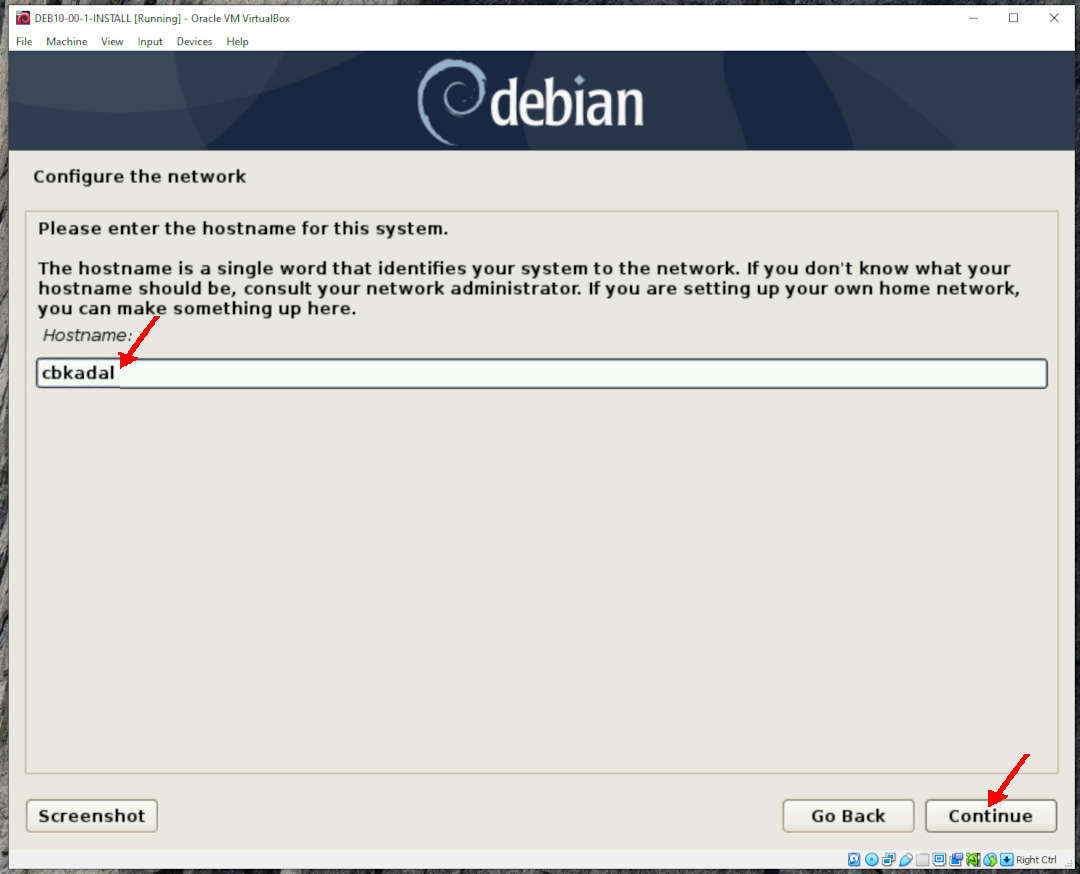 DEB10-00-1-INSTALL [Running] - Oracle VM VirtualBox
File Machine View Input Devices Help
debian
Configure the network
Please enter the hostname for this system.
The hostname is a single word that identifies your system to the network. If you don't know what your
hostname should be, consult your network administrator. If you are setting up your own home network,
you can make something up here.
Hostname:
cbkadal
Screenshot Go Back Continue
Right Ctrl